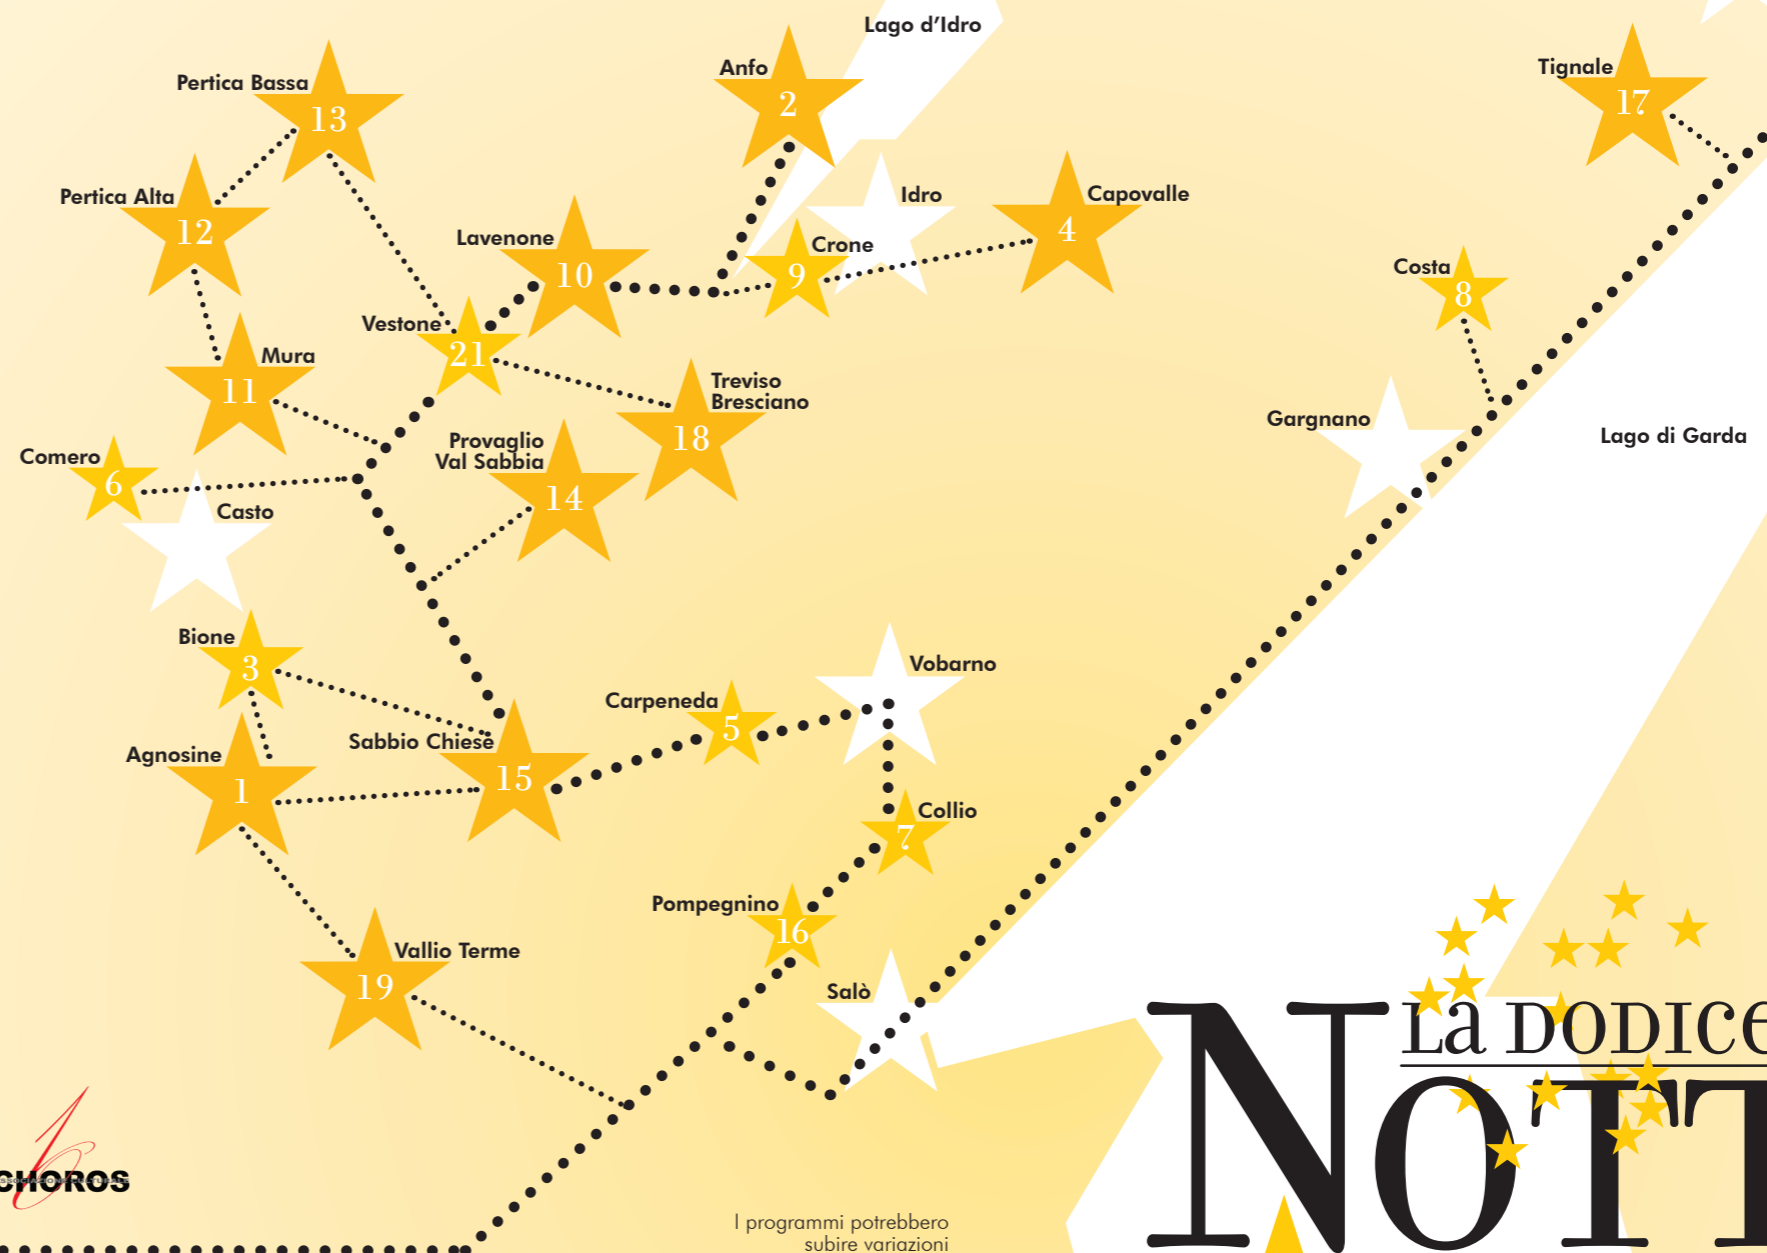 Lago d'Idro
Tignale
17
Anfo
2
Pertica Bassa
13
Pertica Alta
12
Idro
Capovalle
4
Lavenone
10
Crone
9
Costa
8
Vestone
21
Mura
11
Treviso
Bresciano
18
Gargnano
Lago di Garda
Provaglio
Val Sabbia
14
Comero
6
Casto
Bione
3
Vobarno
Carpeneda
5
Sabbio Chiese
15
Agnosine
1
Collio
7
Pompegnino
16
Vallio Terme
19
Salò
La DODICE
NOTT
CHOROS
I programmi potrebbero
subire variazioni